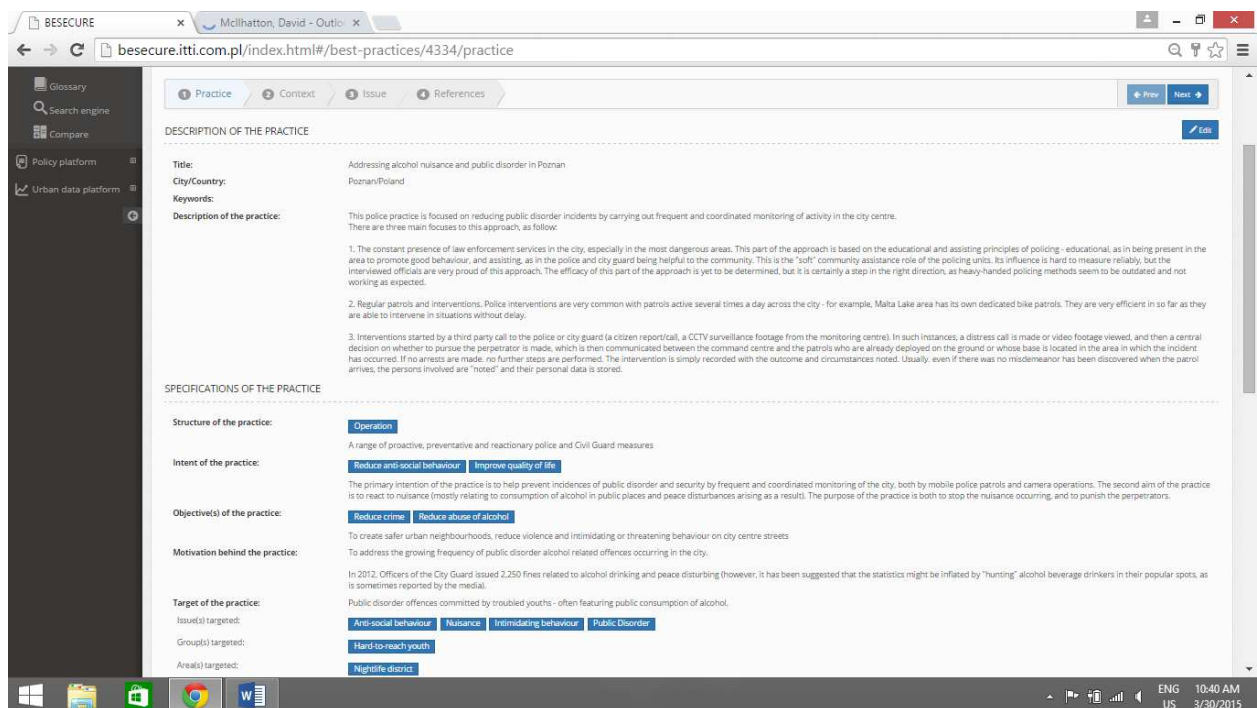 BESECURE
McIlhatton, David - Outlo
besecure.itti.com.pl/index.html#/best-practices/4334/practice
Glossary
Search engine
Compare
Policy platform
Urban data platform
1 Practice 2 Context 3 Issue 4 References
Prev Next
DESCRIPTION OF THE PRACTICE
Edit
Title: Addressing alcohol nuisance and public disorder in Poznan
City/Country: Poznan/Poland
Keywords:
Description of the practice: This police practice is focused on reducing public disorder incidents by carrying out frequent and coordinated monitoring of activity in the city centre.
There are three main focuses to this approach, as follow:
1. The constant presence of law enforcement services in the city, especially in the most dangerous areas. This part of the approach is based on the educational and assisting principles of policing - educational, as in being present in the
area to promote good behaviour, and assisting, as in the police and city guard being helpful to the community. This is the "soft" community assistance role of the policing units. Its influence is hard to measure reliably, but the
interviewed officials are very proud of this approach. The efficacy of this part of the approach is yet to be determined, but it is certainly a step in the right direction, as heavy-handed policing methods seem to be outdated and not
working as expected.
2. Regular patrols and interventions. Police interventions are very common with patrols active several times a day across the city - for example, Malta Lake area has its own dedicated bike patrols. They are very efficient in so far as they
are able to intervene in situations without delay.
3. Interventions started by a third party call to the police or city guard (a citizen report/call, a CCTV surveillance footage from the monitoring centre). In such instances, a distress call is made or video footage viewed, and then a central
decision on whether to pursue the perpetrator is made, which is then communicated between the command centre and the patrols who are already deployed on the ground or whose base is located in the area in which the incident
has occurred. If no arrests are made, no further steps are performed. The intervention is simply recorded with the outcome and circumstances noted. Usually, even if there was no misdemeanor has been discovered when the patrol
arrives, the persons involved are "noted" and their personal data is stored.
SPECIFICATIONS OF THE PRACTICE
Structure of the practice: Operation
A range of proactive, preventative and reactionary police and Civil Guard measures
Intent of the practice: Reduce anti-social behaviour Improve quality of life
The primary intention of the practice is to help prevent incidences of public disorder and security by frequent and coordinated monitoring of the city, both by mobile police patrols and camera operations. The second aim of the practice
is to react to nuisance (mostly relating to consumption of alcohol in public places and peace disturbances arising as a result). The purpose of the practice is both to stop the nuisance occurring, and to punish the perpetrators.
Objective(s) of the practice: Reduce crime Reduce abuse of alcohol
To create safer urban neighbourhoods, reduce violence and intimidating or threatening behaviour on city centre streets
Motivation behind the practice: To address the growing frequency of public disorder alcohol related offences occurring in the city.
In 2012, Officers of the City Guard issued 2,250 fines related to alcohol drinking and peace disturbing (however, it has been suggested that the statistics might be inflated by "hunting" alcohol beverage drinkers in their popular spots, as
is sometimes reported by the media).
Target of the practice: Public disorder offences committed by troubled youths - often featuring public consumption of alcohol.
Issue(s) targeted: Anti-social behaviour Nuisance Intimidating behaviour Public Disorder
Group(s) targeted: Hard-to-reach youth
Area(s) targeted: Nightlife district
ENG 10:40 AM
US 3/30/2015